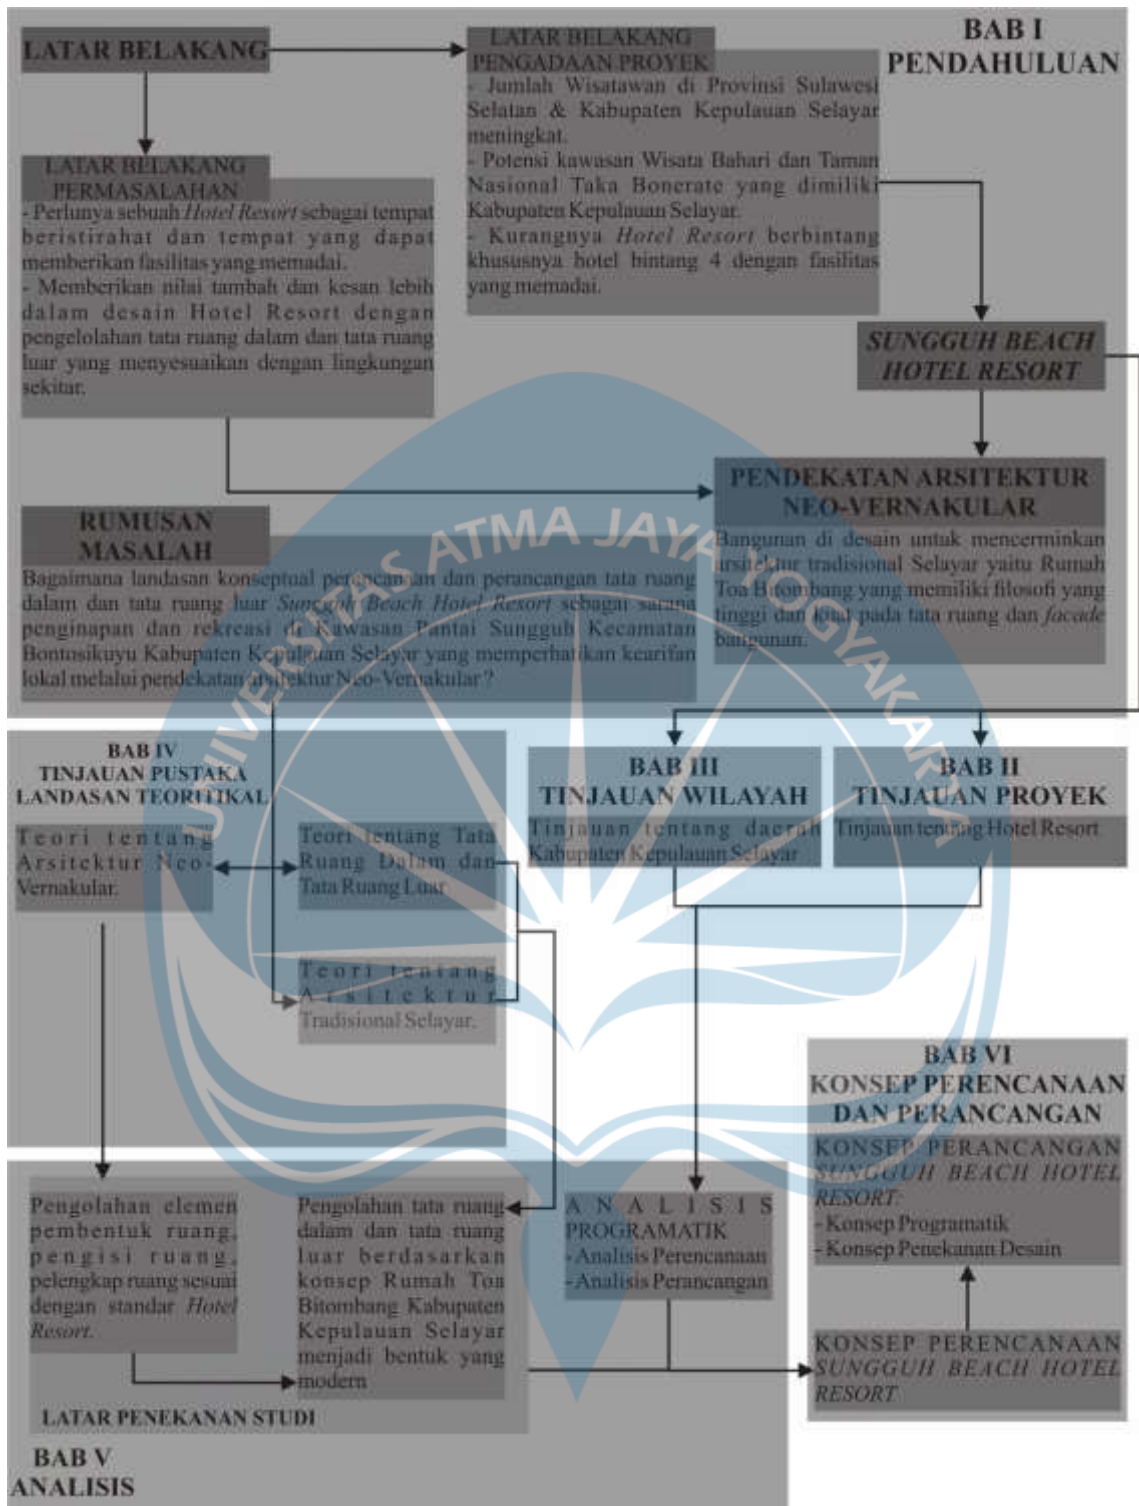 BAB I
PENDAHULUAN
LATAR BELAKANG
LATAR BELAKANG
PENGADAAN PROYEK
- Jumlah Wisatawan di Provinsi Sulawesi
Selatan & Kabupaten Kepulauan Selayar
meningkat.
- Potensi kawasan Wisata Bahari dan Taman
Nasional Taka Bonerate yang dimiliki
Kabupaten Kepulauan Selayar.
- Kurangnya Hotel Resort berbintang
khususnya hotel bintang 4 dengan fasilitas
yang memadai.
LATAR BELAKANG
PERMASALAHAN
- Perlunya sebuah Hotel Resort sebagai tempat
beristirahat dan tempat yang dapat
memberikan fasilitas yang memadai.
- Memberikan nilai tambah dan kesan lebih
dalam desain Hotel Resort dengan
pengelolahan tata ruang dalam dan tata ruang
luar yang menyesuaikan dengan lingkungan
sekitar.
SUNGGUH BEACH
HOTEL RESORT
PENDEKATAN ARSITEKTUR
NEO-VERNAKULAR
Bangunan di desain untuk mencerminkan
arsitektur tradisional Selayar yaitu Rumah
Toa Bitombang yang memiliki filosofi yang
tinggi dan kuat pada tata ruang dan facade
bangunan.
RUMUSAN
MASALAH
Bagaimana landasan konseptual perencanaan dan perancangan tata ruang
dalam dan tata ruang luar Sungguh Beach Hotel Resort sebagai sarana
penginapan dan rekreasi di Kawasan Pantai Sungguh Kecamatan
Bontosikuyu Kabupaten Kepulauan Selayar yang memperhatikan kearifan
lokal melalui pendekatan arsitektur Neo-Vernakular ?
UNIVERSITAS ATMA JAYA YOGYAKARTA
BAB IV
TINJAUAN PUSTAKA
LANDASAN TEORITIKAL
Teori tentang
Arsitektur Neo-
Vernakular.
Teori tentang Tata
Ruang Dalam dan
Tata Ruang Luar
Teori tentang
Arsitektur
Tradisional Selayar.
BAB III
TINJAUAN WILAYAH
Tinjauan tentang daerah
Kabupaten Kepulauan Selayar
BAB II
TINJAUAN PROYEK
Tinjauan tentang Hotel Resort
Pengolahan elemen
pembentuk ruang,
pengisi ruang,
pelengkap ruang sesuai
dengan standar Hotel
Resort.
Pengolahan tata ruang
dalam dan tata ruang
luar berdasarkan
konsep Rumah Toa
Bitombang Kabupaten
Kepulauan Selayar
menjadi bentuk yang
modern
LATAR PENEKANAN STUDI
BAB V
ANALISIS
ANALISIS
PROGRAMATIK
- Analisis Perencanaan
- Analisis Perancangan
BAB VI
KONSEP PERENCANAAN
DAN PERANCANGAN
KONSEP PERANCANGAN
SUNGGUH BEACH HOTEL
RESORT:
- Konsep Programatik
- Konsep Penekanan Desain
KONSEP PERENCANAAN
SUNGGUH BEACH HOTEL
RESORT